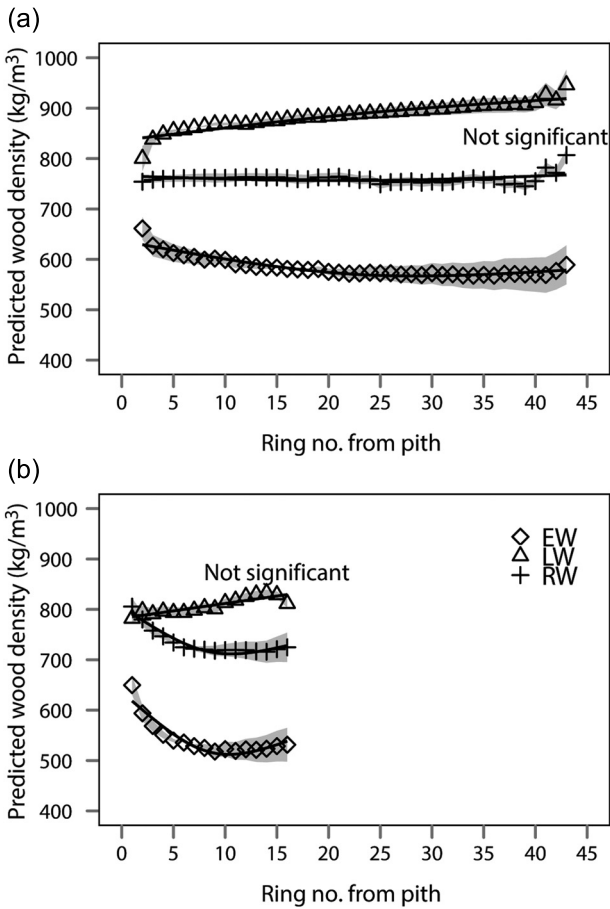 (a)
Predicted wood density (kg/m³)
1000
900
800
700
600
500
400
Not significant
0 5 10 15 20 25 30 35 40 45
Ring no. from pith
(b)
Predicted wood density (kg/m³)
1000
900
800
700
600
500
400
EW
LW
RW
Not significant
0 5 10 15 20 25 30 35 40 45
Ring no. from pith